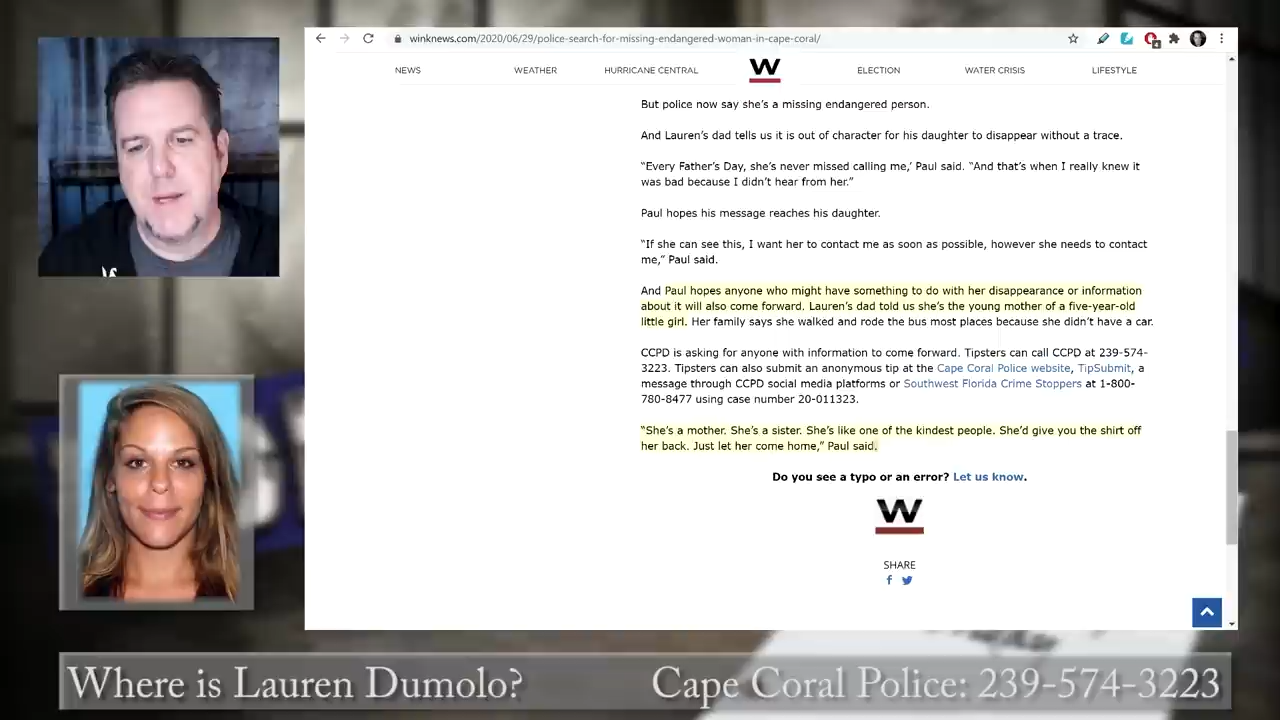 winknews.com/2020/06/29/police-search-for-missing-endangered-woman-in-cape-coral/
NEWS WEATHER HURRICANE CENTRAL W ELECTION WATER CRISIS LIFESTYLE
But police now say she's a missing endangered person.
And Lauren's dad tells us it is out of character for his daughter to disappear without a trace.
“Every Father's Day, she's never missed calling me,’ Paul said. “And that's when I really knew it
was bad because I didn't hear from her.”
Paul hopes his message reaches his daughter.
“If she can see this, I want her to contact me as soon as possible, however she needs to contact
me,” Paul said.
And Paul hopes anyone who might have something to do with her disappearance or information
about it will also come forward. Lauren's dad told us she's the young mother of a five-year-old
little girl. Her family says she walked and rode the bus most places because she didn't have a car.
CCPD is asking for anyone with information to come forward. Tipsters can call CCPD at 239-574-
3223. Tipsters can also submit an anonymous tip at the Cape Coral Police website, TipSubmit, a
message through CCPD social media platforms or Southwest Florida Crime Stoppers at 1-800-
780-8477 using case number 20-011323.
“She's a mother. She's a sister. She's like one of the kindest people. She'd give you the shirt off
her back. Just let her come home,” Paul said.
Do you see a typo or an error? Let us know.
W
SHARE
Where is Lauren Dumolo? Cape Coral Police: 239-574-3223